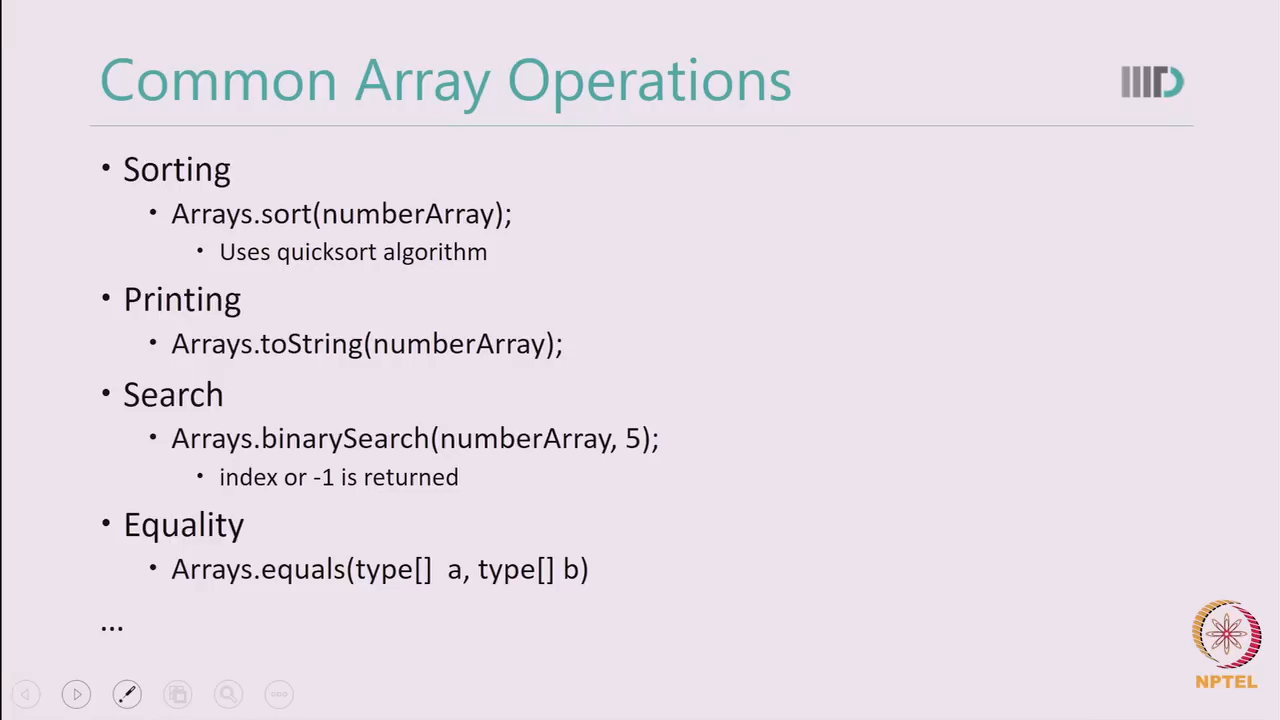 Common Array Operations
IIITD
• Sorting
• Arrays.sort(numberArray);
• Uses quicksort algorithm
• Printing
• Arrays.toString(numberArray);
• Search
• Arrays.binarySearch(numberArray, 5);
• index or -1 is returned
• Equality
• Arrays.equals(type[]  a, type[] b)
...
NPTEL